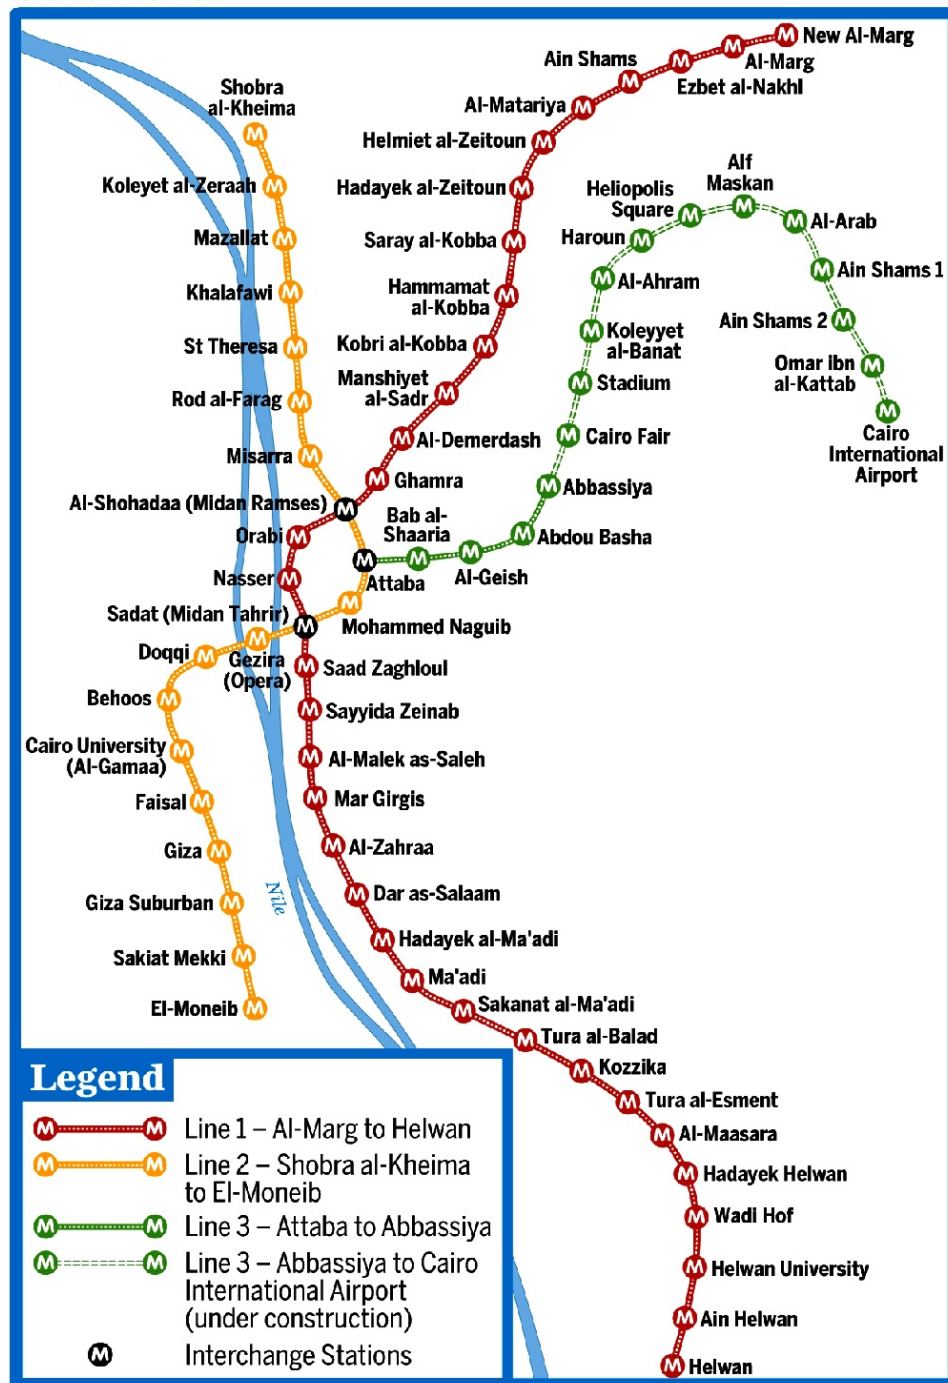 New Al-Marg
Al-Marg
Ezbet al-Nakhl
Ain Shams
Al-Matariya
Helmiet al-Zeitoun
Hadayek al-Zeitoun
Saray al-Kobba
Hammamat
al-Kobba
Kobri al-Kobba
Manshiyet
al-Sadr
Al-Demerdash
Ghamra
Shobra
al-Kheima
Koleyet al-Zeraah
Mazallat
Khalafawi
St Theresa
Rod al-Farag
Misarra
Al-Shohadaa (Midan Ramses)
Orabi
Nasser
Sadat (Midan Tahrir)
Alf
Maskan
Heliopolis
Square
Haroun
Al-Arab
Al-Ahram
Ain Shams 1
Ain Shams 2
Koleyyet
al-Banat
Omar ibn
al-Kattab
Stadium
Cairo
International
Airport
Cairo Fair
Abbassiya
Abdou Basha
Bab al-
Shaaria
Al-Geish
Attaba
Mohammed Naguib
Gezira
(Opera)
Doqqi
Behoos
Cairo University
(Al-Gamaa)
Faisal
Giza
Giza Suburban
Sakiat Mekki
El-Moneib
Nile
Saad Zaghloul
Sayyida Zeinab
Al-Malek as-Saleh
Mar Girgis
Al-Zahraa
Dar as-Salaam
Hadayek al-Ma'adi
Ma'adi
Sakanat al-Ma'adi
Tura al-Balad
Kozzika
Tura al-Esment
Al-Maasara
Hadayek Helwan
Wadi Hof
Helwan University
Ain Helwan
Helwan
Legend
Line 1 – Al-Marg to Helwan
Line 2 – Shobra al-Kheima
to El-Moneib
Line 3 – Attaba to Abbassiya
Line 3 – Abbassiya to Cairo
International Airport
(under construction)
Interchange Stations